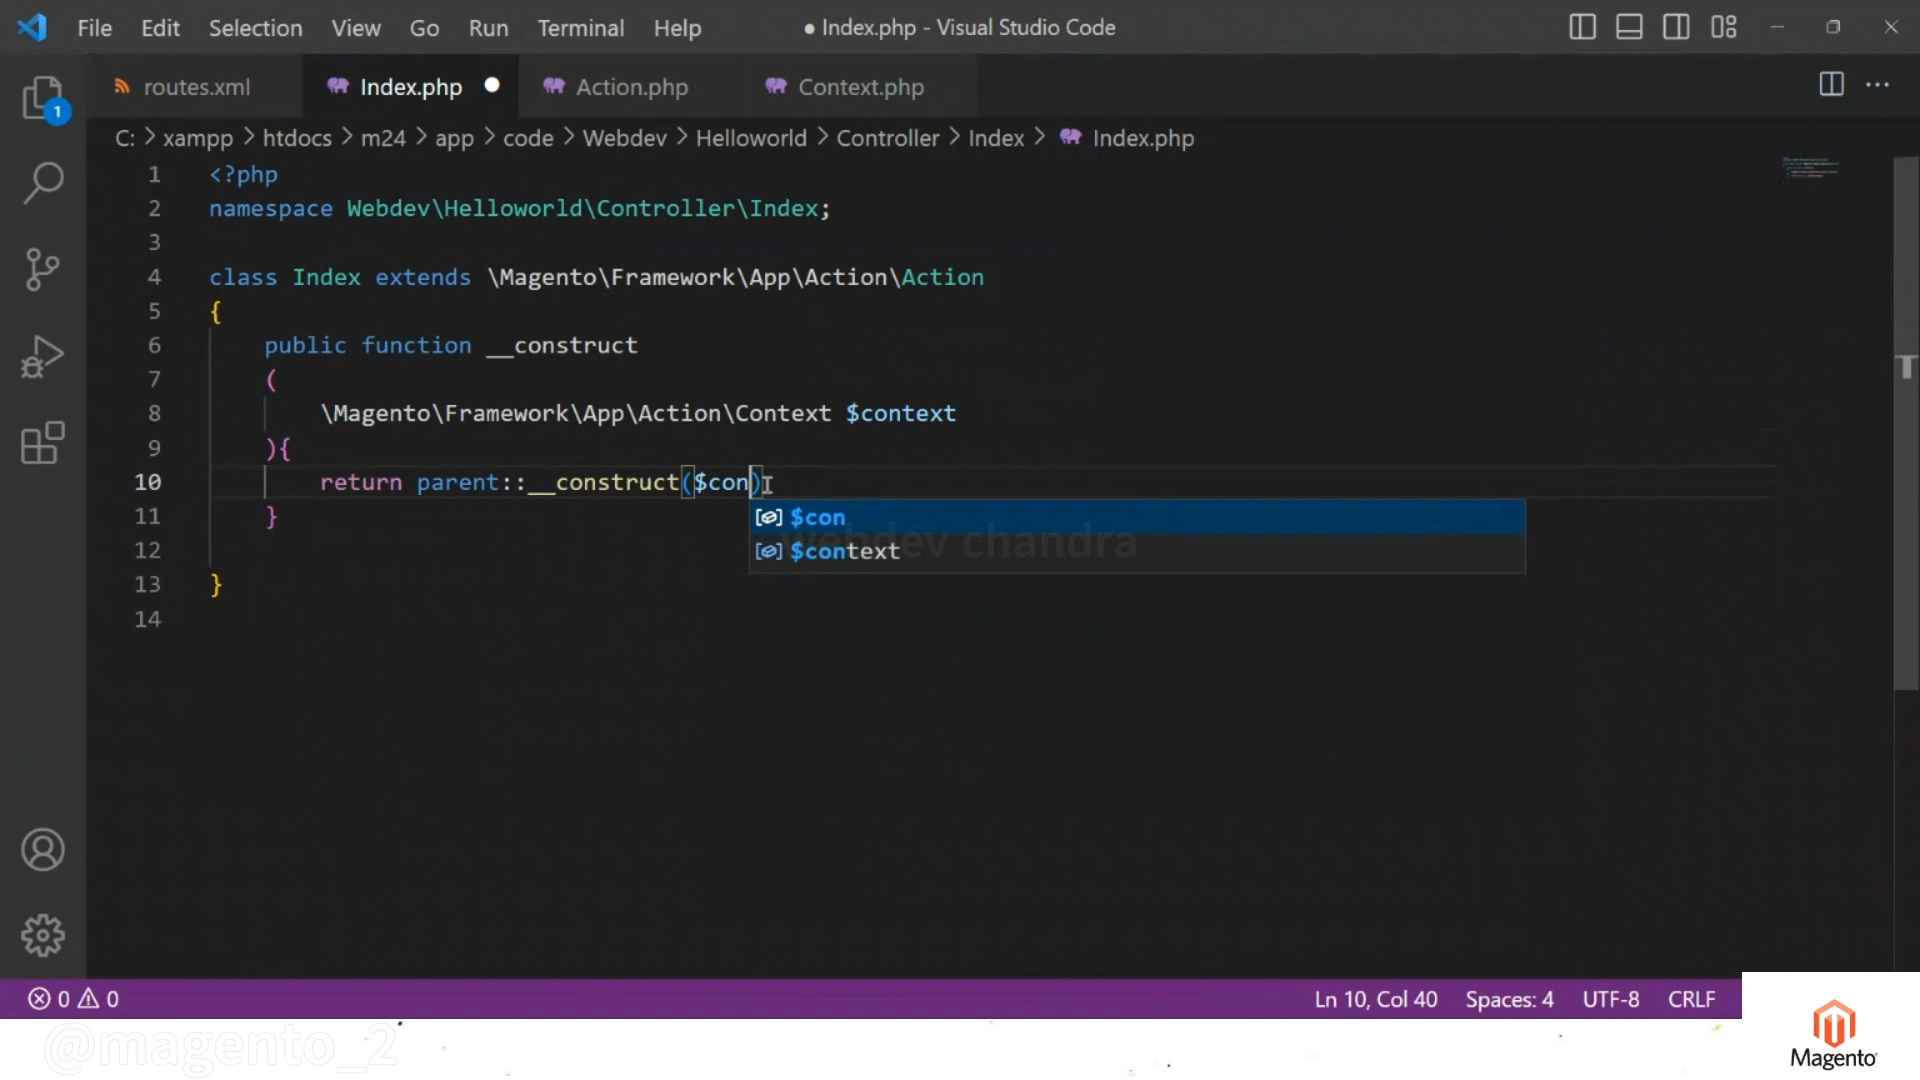 File Edit Selection View Go Run Terminal Help ● Index.php - Visual Studio Code
routes.xml Index.php Action.php Context.php
1
C: > xampp > htdocs > m24 > app > code > Webdev > Helloworld > Controller > Index > Index.php
1 <?php
2 namespace Webdev\Helloworld\Controller\Index;
3
4 class Index extends \Magento\Framework\App\Action\Action
5 {
6 public function __construct
7 (
8 \Magento\Framework\App\Action\Context $context
9 ){
10 return parent::__construct($con)
11 }
$con
12
$context
webdev chandra
13 }
14
0 0 Ln 10, Col 40 Spaces: 4 UTF-8 CRLF
@magento_2
Magento